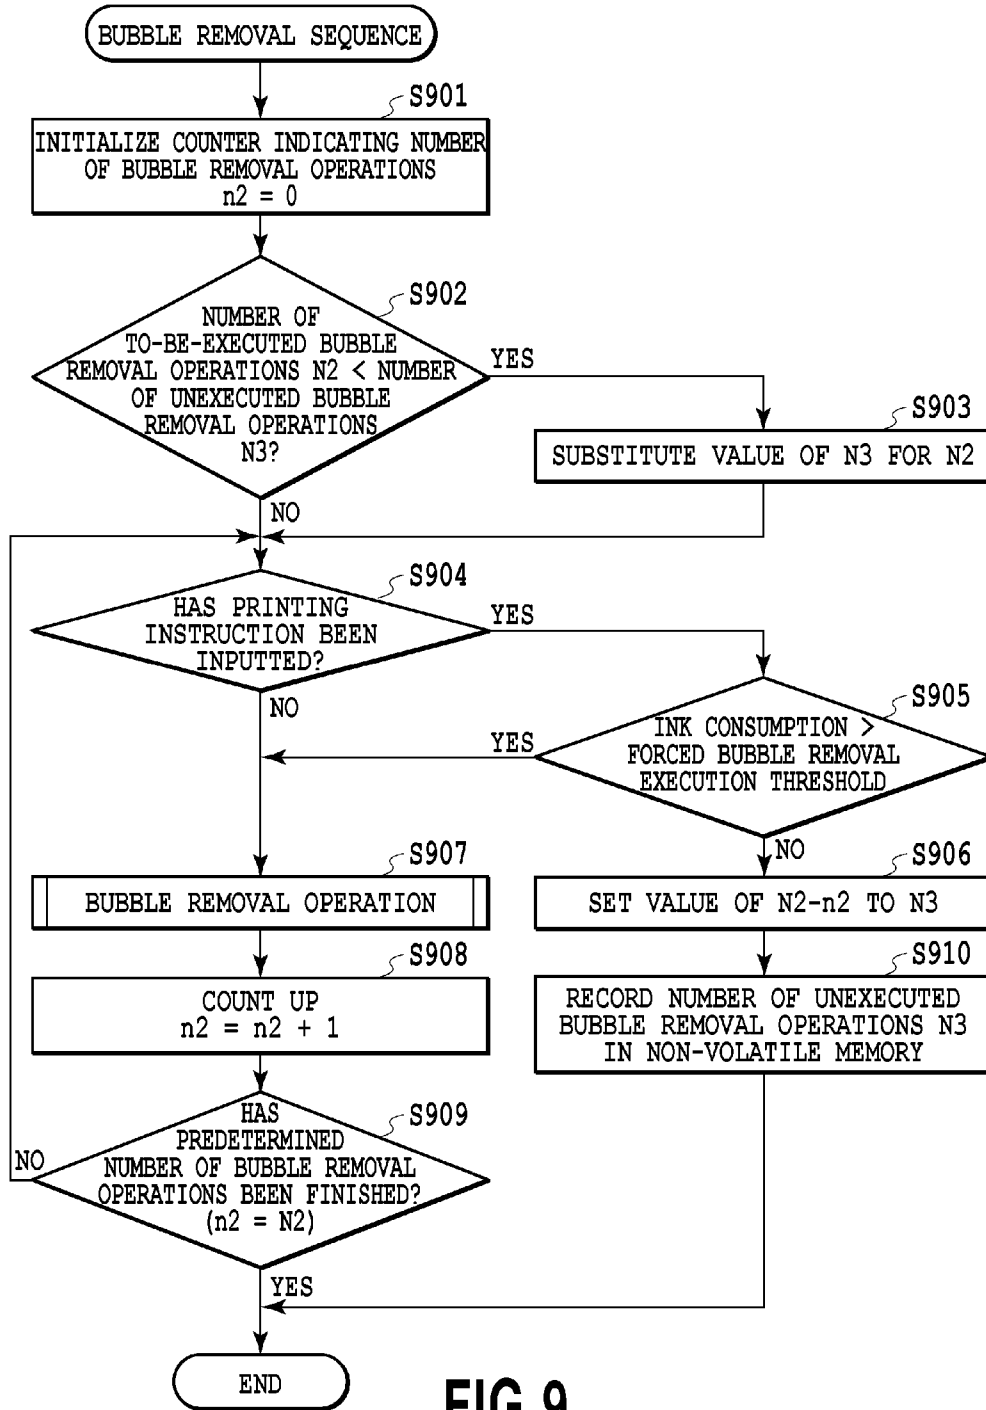 BUBBLE REMOVAL SEQUENCE
S901
INITIALIZE COUNTER INDICATING NUMBER
OF BUBBLE REMOVAL OPERATIONS
n2 = 0
S902
NUMBER OF
TO-BE-EXECUTED BUBBLE
REMOVAL OPERATIONS N2 < NUMBER
OF UNEXECUTED BUBBLE
REMOVAL OPERATIONS
N3?
YES
S903
SUBSTITUTE VALUE OF N3 FOR N2
NO
S904
HAS PRINTING
INSTRUCTION BEEN
INPUTTED?
YES
NO
S905
INK CONSUMPTION >
FORCED BUBBLE REMOVAL
EXECUTION THRESHOLD
YES
NO
S907
BUBBLE REMOVAL OPERATION
S906
SET VALUE OF N2-n2 TO N3
S908
COUNT UP
n2 = n2 + 1
S910
RECORD NUMBER OF UNEXECUTED
BUBBLE REMOVAL OPERATIONS N3
IN NON-VOLATILE MEMORY
S909
HAS
PREDETERMINED
NUMBER OF BUBBLE REMOVAL
OPERATIONS BEEN FINISHED?
(n2 = N2)
NO
YES
END
FIG.9